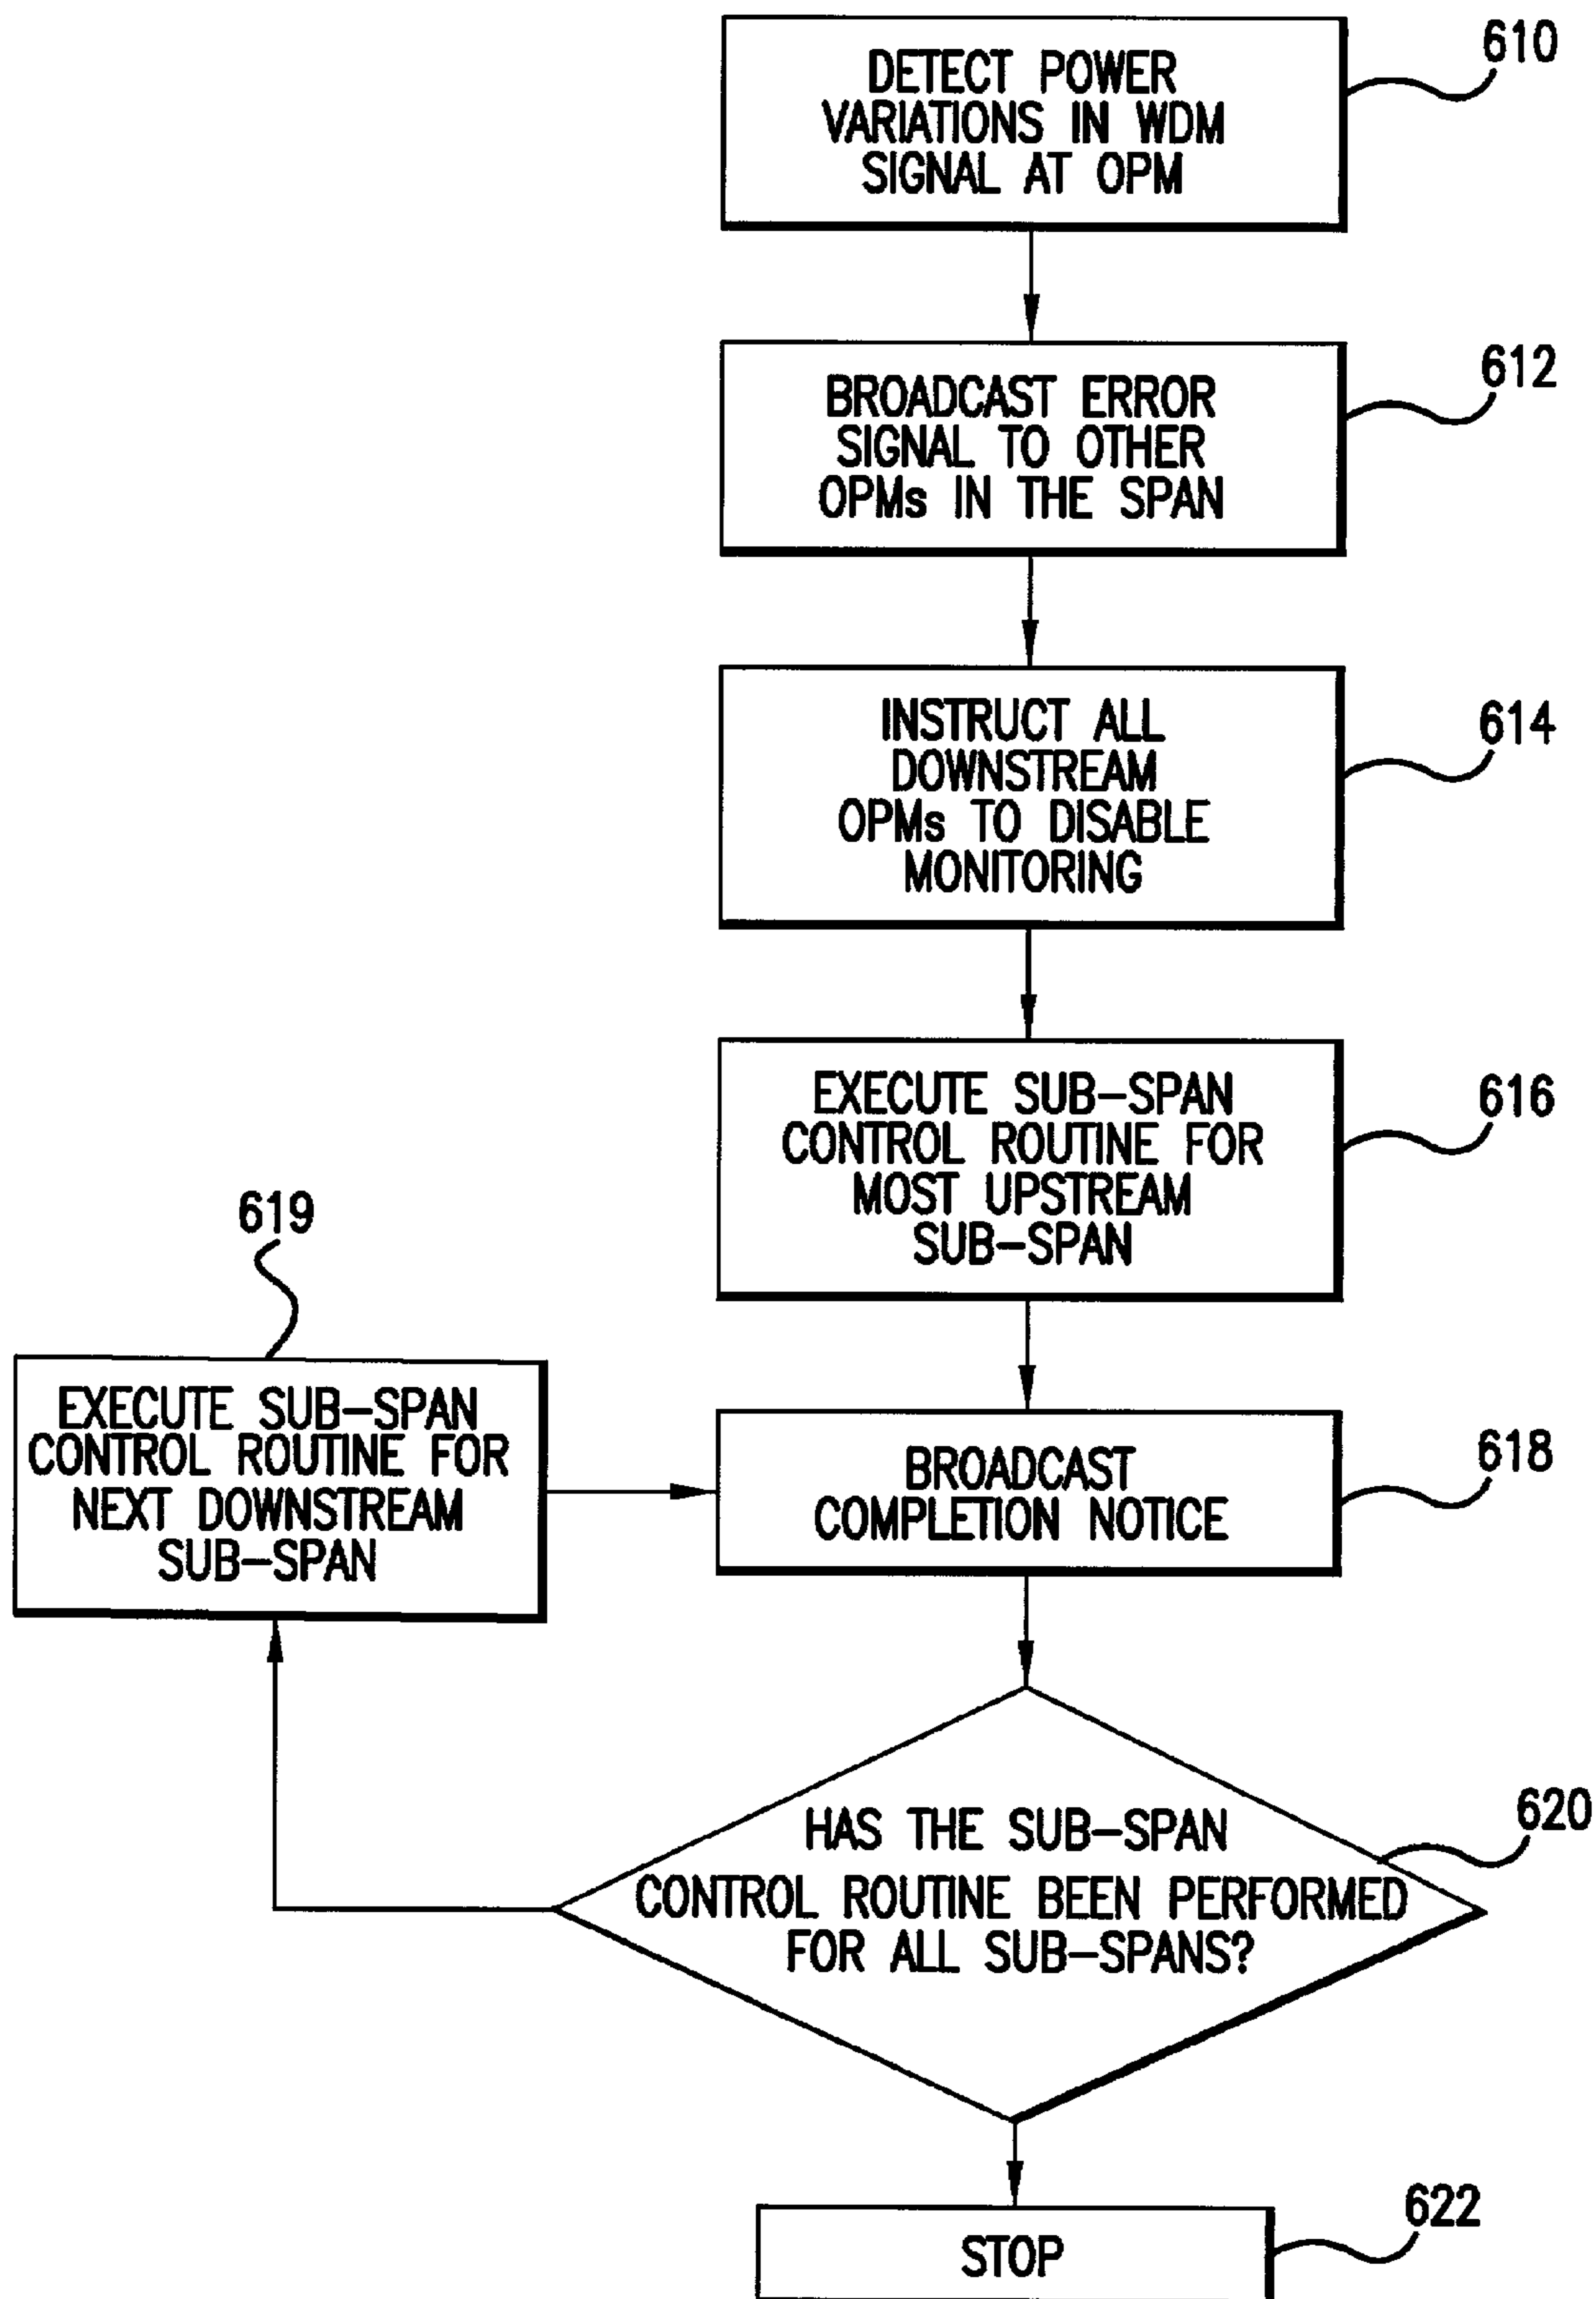 610
DETECT POWER
VARIATIONS IN WDM
SIGNAL AT OPM
612
BROADCAST ERROR
SIGNAL TO OTHER
OPMs IN THE SPAN
614
INSTRUCT ALL
DOWNSTREAM
OPMs TO DISABLE
MONITORING
616
EXECUTE SUB-SPAN
CONTROL ROUTINE FOR
MOST UPSTREAM
SUB-SPAN
619
EXECUTE SUB-SPAN
CONTROL ROUTINE FOR
NEXT DOWNSTREAM
SUB-SPAN
618
BROADCAST
COMPLETION NOTICE
620
HAS THE SUB-SPAN
CONTROL ROUTINE BEEN PERFORMED
FOR ALL SUB-SPANS?
622
STOP